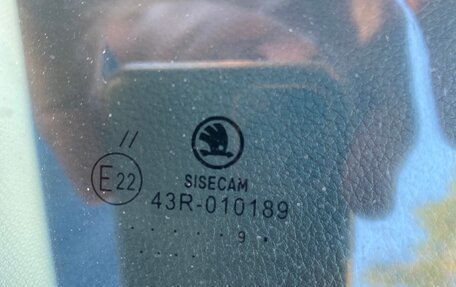 //
E22
SISECAM
43R-010189
. . . . . . 9 .
. . . .